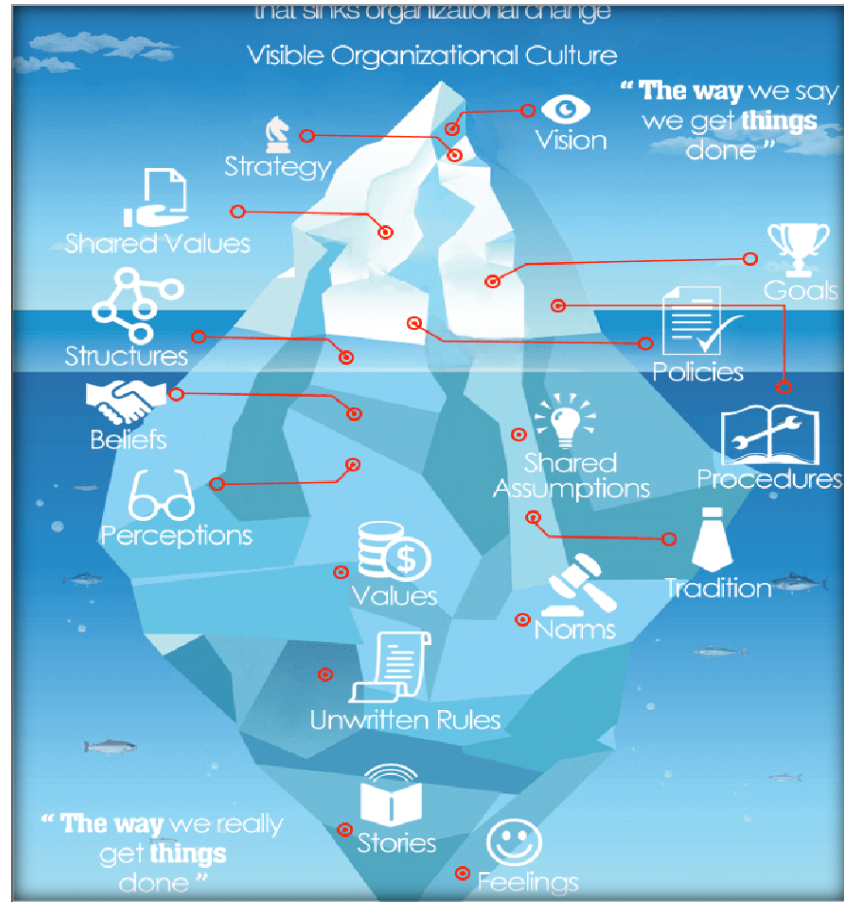 that sinks organizational change
Visible Organizational Culture
“ The way we say
we get things
done ”
Vision
Strategy
Shared Values
Goals
Structures
Policies
Beliefs
Shared
Assumptions
Procedures
Perceptions
Tradition
$
Values
Norms
Unwritten Rules
“ The way we really
get things
done ”
Stories
Feelings